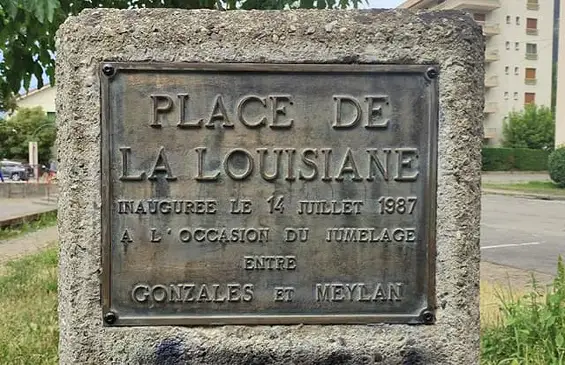 PLACE DE
LA LOUISIANE
INAUGUREE LE 14 JUILLET 1987
A L'OCCASION DU JUMELAGE
ENTRE
GONZALES ET MEYLAN